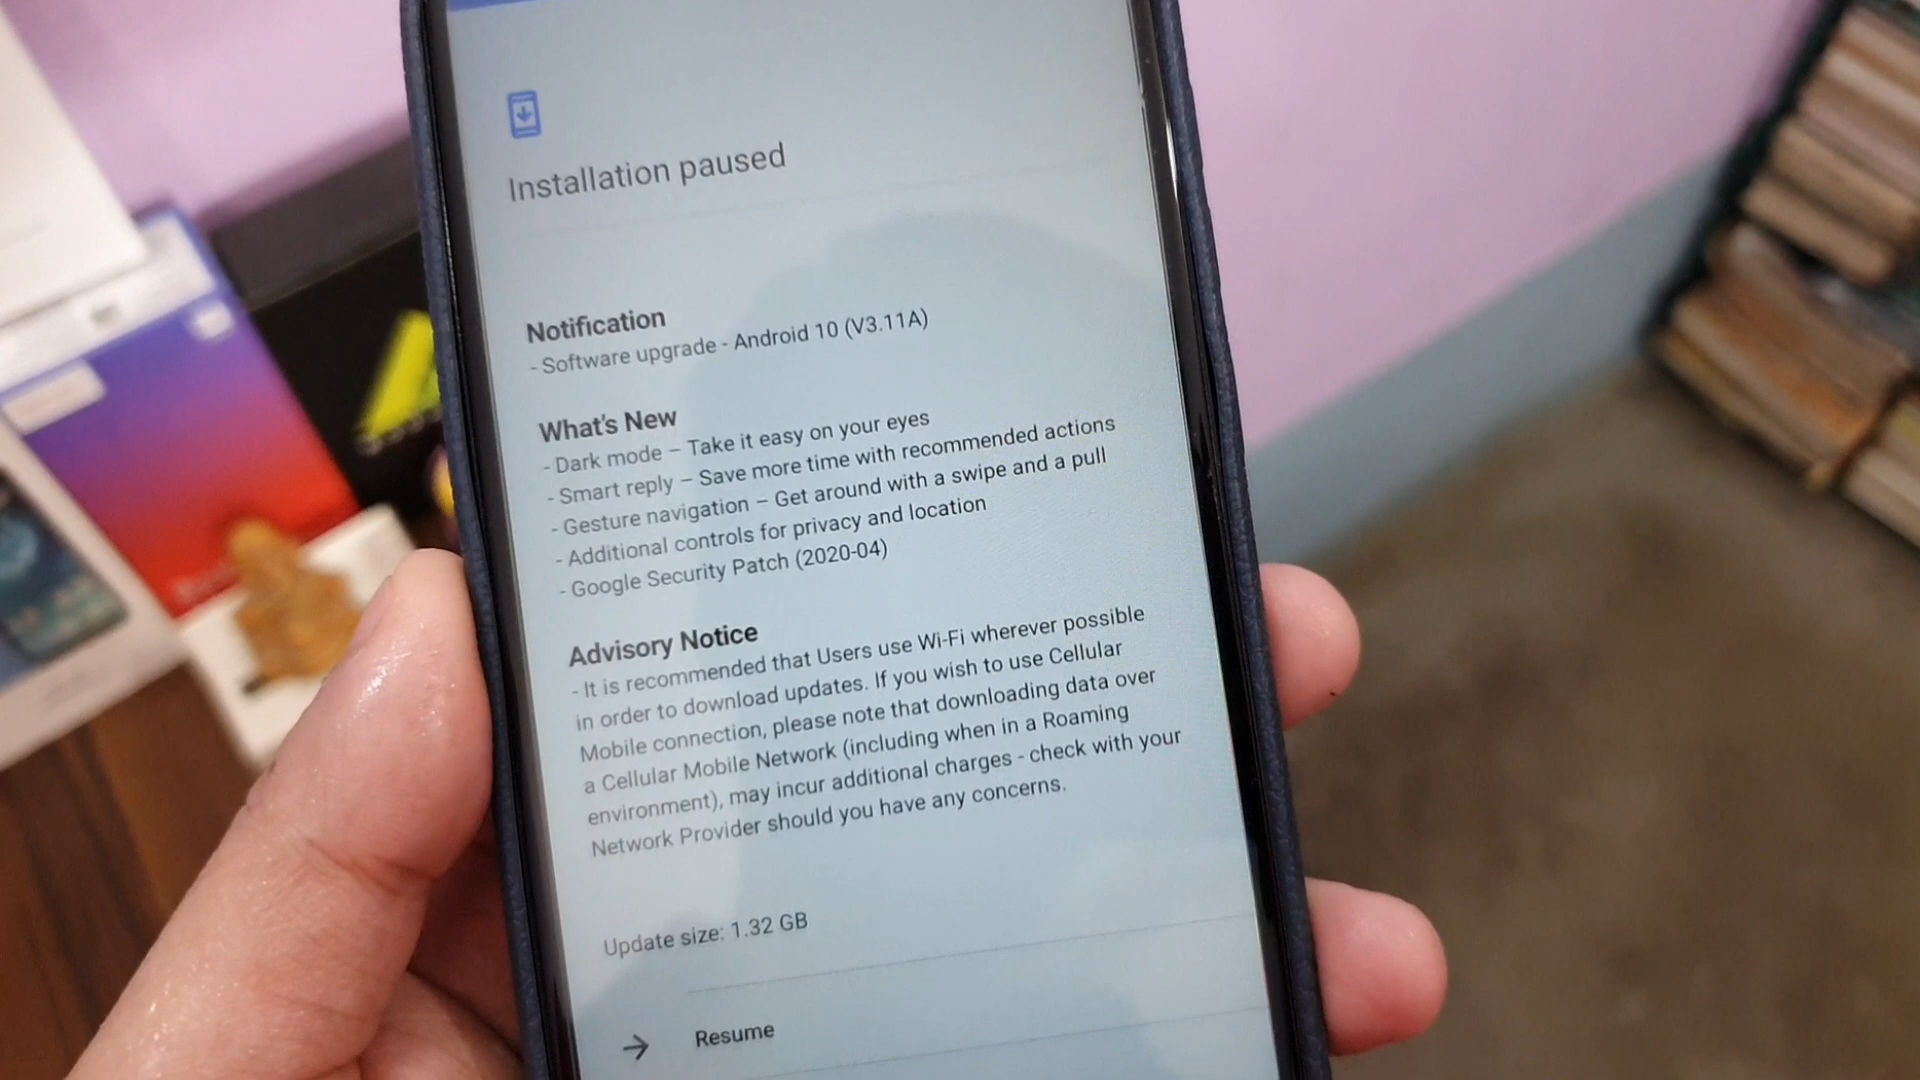 Installation paused
Notification
- Software upgrade - Android 10 (V3.11A)
What's New
- Dark mode – Take it easy on your eyes
- Smart reply – Save more time with recommended actions
- Gesture navigation – Get around with a swipe and a pull
- Additional controls for privacy and location
- Google Security Patch (2020-04)
Advisory Notice
- It is recommended that Users use Wi-Fi wherever possible
in order to download updates. If you wish to use Cellular
Mobile connection, please note that downloading data over
a Cellular Mobile Network (including when in a Roaming
environment), may incur additional charges - check with your
Network Provider should you have any concerns.
Update size: 1.32 GB
Resume